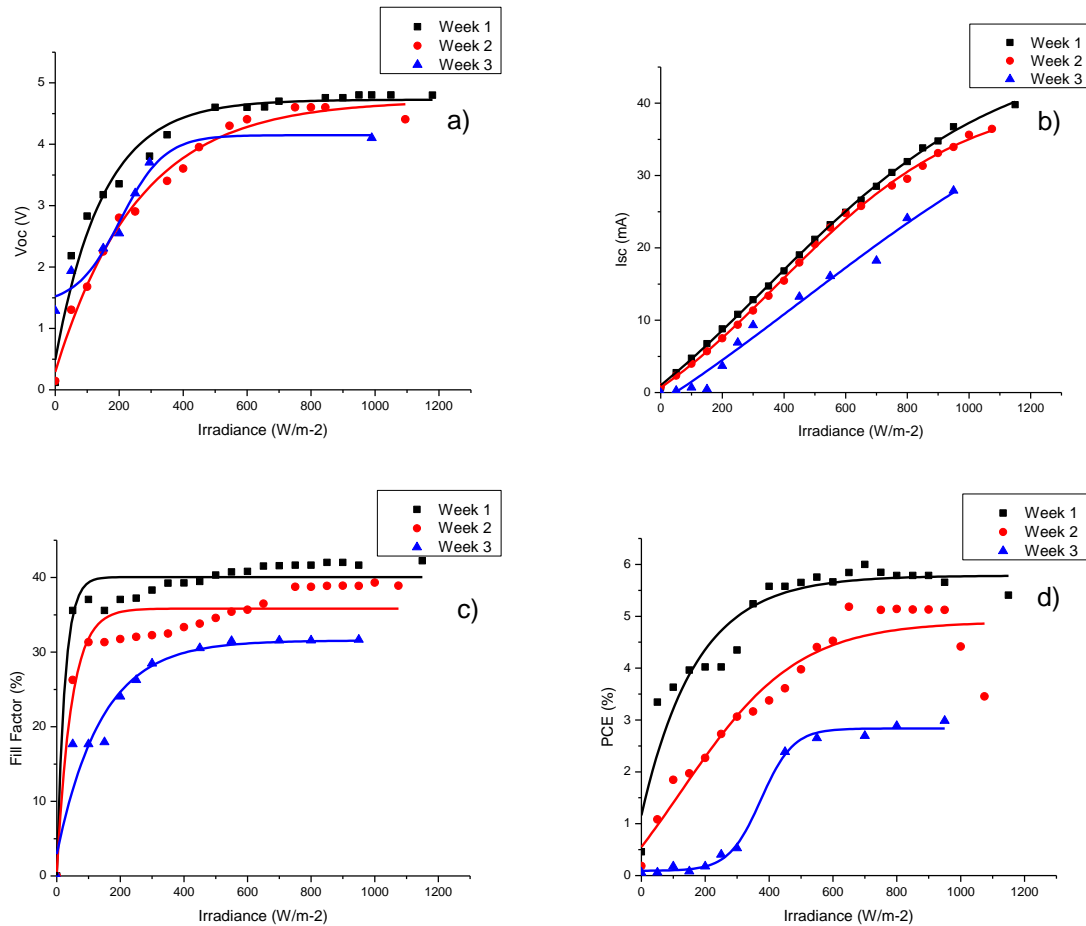 Week 1
Week 2
Week 3
a)
5
4
3
2
1
0
Voc (V)
0 200 400 600 800 1000 1200
Irradiance (W/m-2)
Week 1
Week 2
Week 3
b)
40
30
20
10
0
Isc (mA)
0 200 400 600 800 1000 1200
Irradiance (W/m-2)
Week 1
Week 2
Week 3
c)
40
30
20
10
0
Fill Factor (%)
0 200 400 600 800 1000 1200
Irradiance (W/m-2)
Week 1
Week 2
Week 3
d)
6
5
4
3
2
1
0
PCE (%)
0 200 400 600 800 1000 1200
Irradiance (W/m-2)